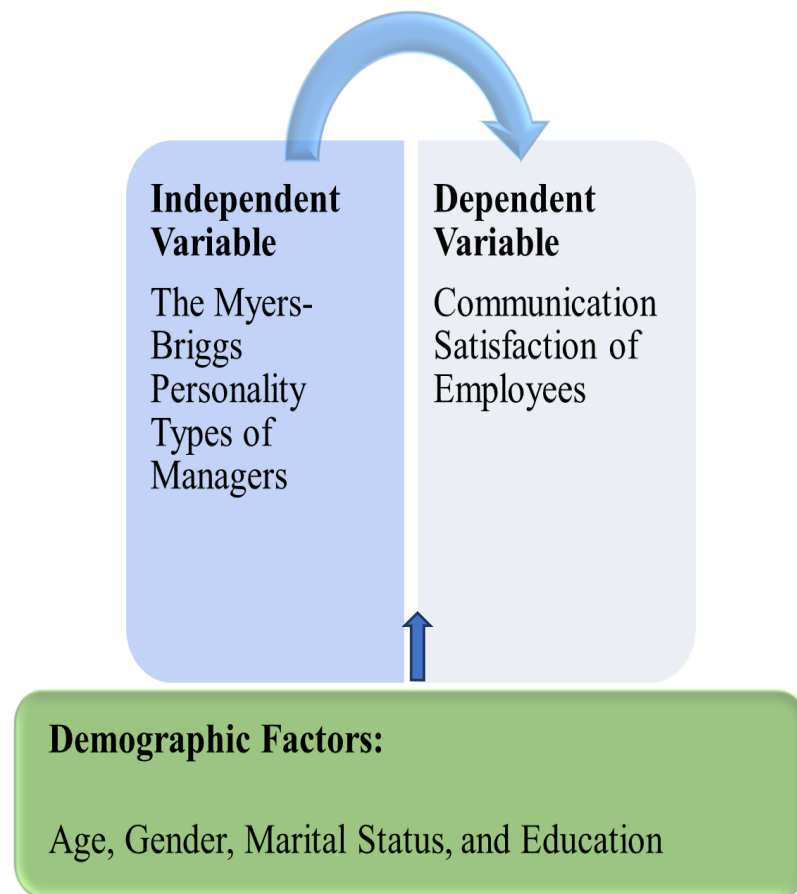 Independent
Variable
The Myers-
Briggs
Personality
Types of
Managers
Dependent
Variable
Communication
Satisfaction of
Employees
Demographic Factors:
Age, Gender, Marital Status, and Education